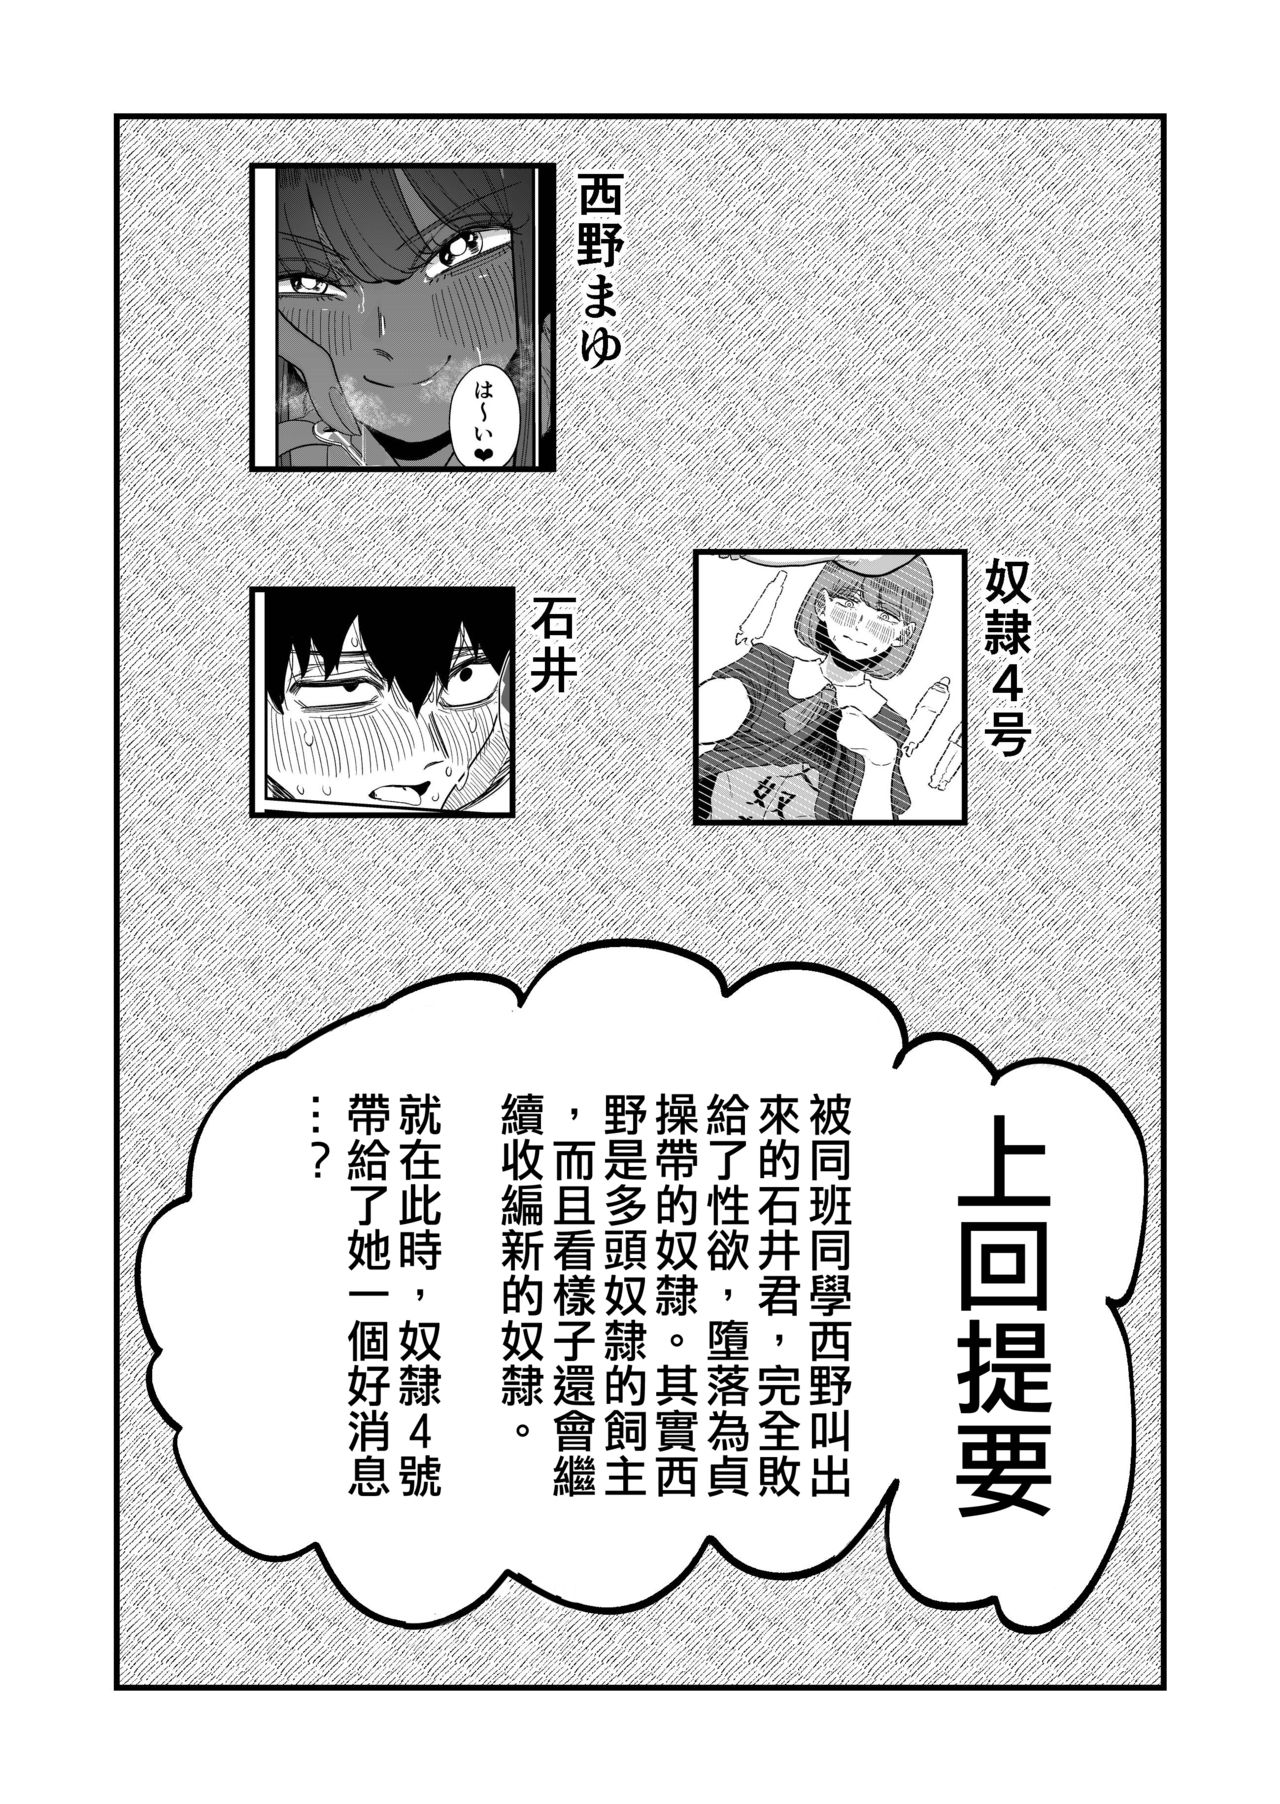 西野まゆ
は〜い♥
奴隷4号
石井
上回提要
被同班同學西野叫出
來的石井君，完全敗
給了性欲，墮落為貞
操帶的奴隸。其實西
野是多頭奴隸的飼主
，而且看樣子還會繼
續收編新的奴隸。
就在此時，奴隸4號
帶給了她一個好消息
…?